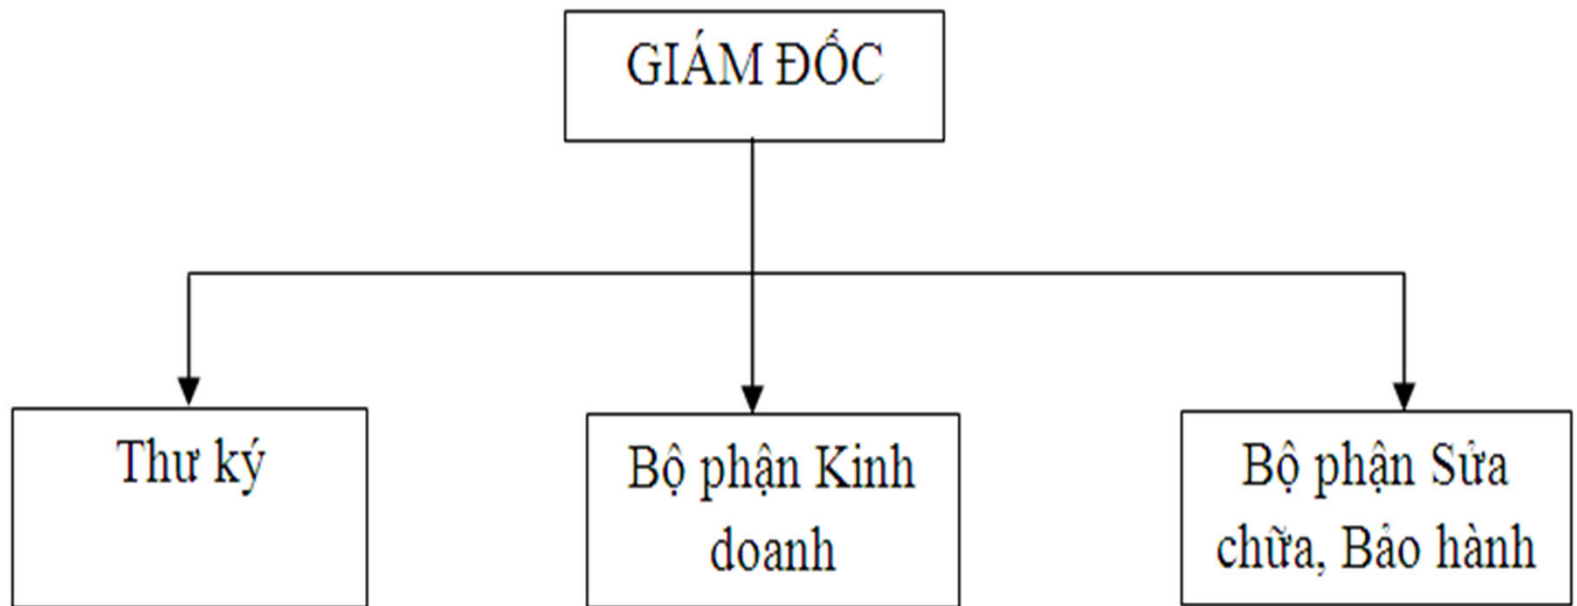 GIÁM ĐỐC
Thư ký
Bộ phận Kinh
doanh
Bộ phận Sửa
chữa, Bảo hành